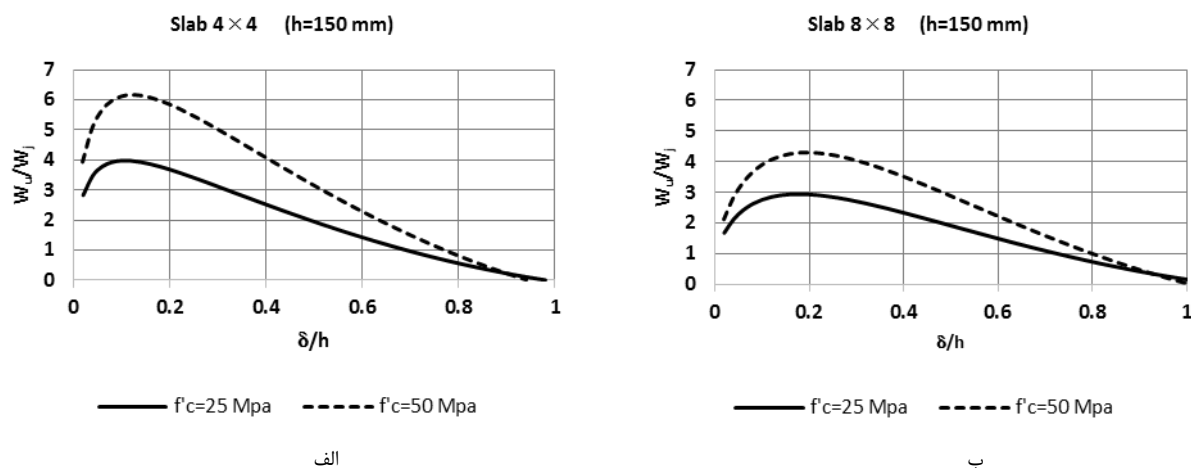 Slab 4×4 (h=150 mm)
7
6
5
4
3
2
1
0
Wu/Wj
0 0.2 0.4 0.6 0.8 1
δ/h
f'c=25 Mpa f'c=50 Mpa
الف
Slab 8×8 (h=150 mm)
7
6
5
4
3
2
1
0
Wu/Wj
0 0.2 0.4 0.6 0.8 1
δ/h
f'c=25 Mpa f'c=50 Mpa
ب